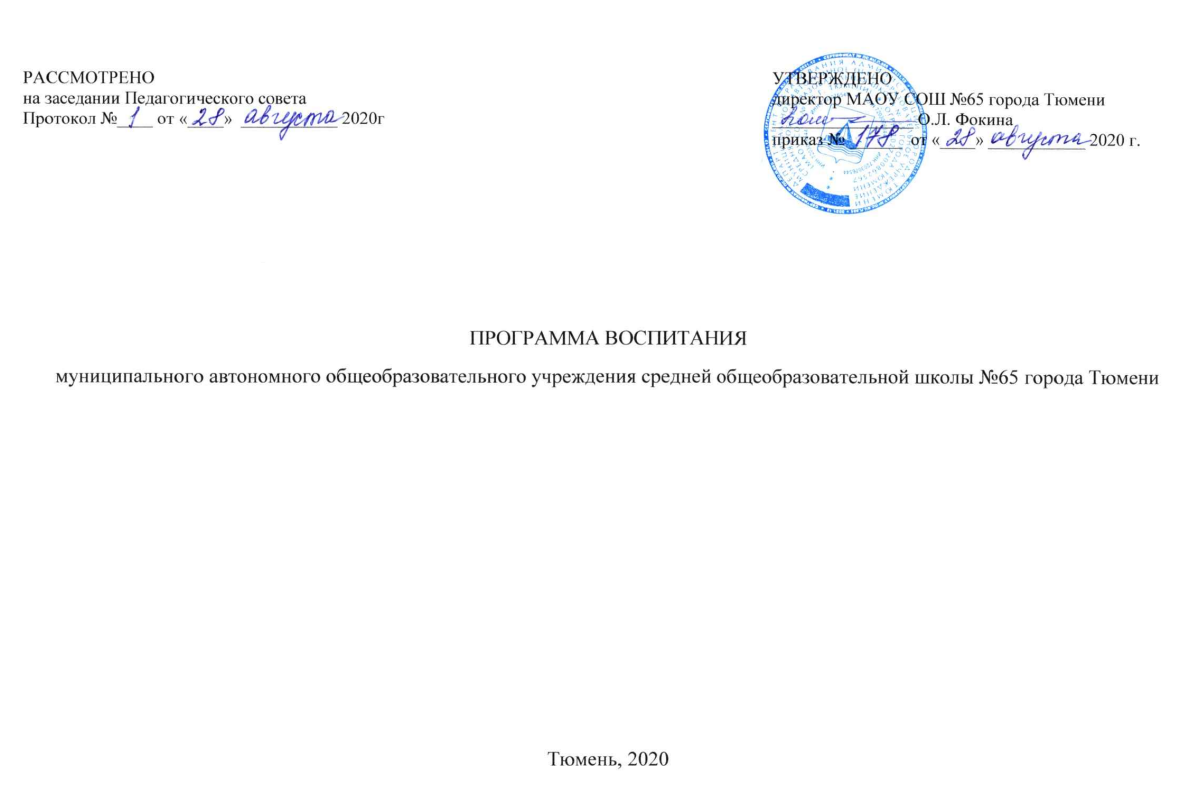 РАССМОТРЕНО
на заседании Педагогического совета
Протокол № 1 от «28» августа 2020г
УТВЕРЖДЕНО
директор МАОУ СОШ №65 города Тюмени
О.Л. Фокина
приказ № 178 от «28» августа 2020 г.
ПРОГРАММА ВОСПИТАНИЯ
муниципального автономного общеобразовательного учреждения средней общеобразовательной школы №65 города Тюмени
Тюмень, 2020